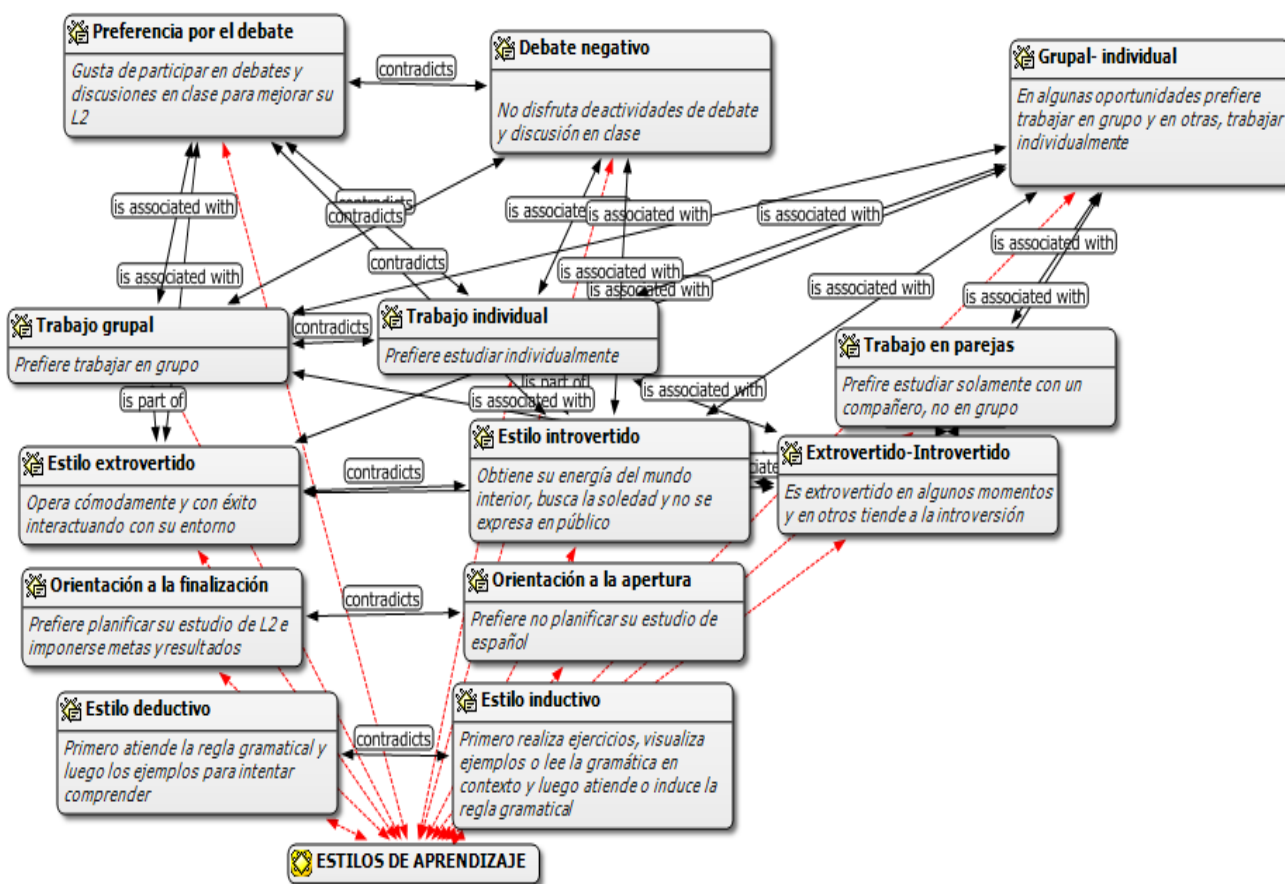 Preferencia por el debate
Gusta de participar en debates y
discusiones en clase para mejorar su
L2
contradicts
Debate negativo
No disfruta de actividades de debate
y discusión en clase
Grupal- individual
En algunas oportunidades prefiere
trabajar en grupo y en otras, trabajar
individualmente
is associated with
contradicts
is associated with
is associated with
is associated with
contradicts
is associated with
is associated with
is associated with
is associated with
is associated with
is associated with
Trabajo grupal
Prefiere trabajar en grupo
contradicts
Trabajo individual
Prefiere estudiar individualmente
Trabajo en parejas
Prefire estudiar solamente con un
compañero, no en grupo
is part of
is associated with
is part of
is associated with
Estilo extrovertido
Opera cómodamente y con éxito
interactuando con su entorno
contradicts
Estilo introvertido
Obtiene su energía del mundo
interior, busca la soledad y no se
expresa en público
Extrovertido-Introvertido
Es extrovertido en algunos momentos
y en otros tiende a la introversión
Orientación a la finalización
Prefiere planificar su estudio de L2 e
imponerse metas y resultados
contradicts
Orientación a la apertura
Prefiere no planificar su estudio de
español
Estilo deductivo
Primero atiende la regla gramatical y
luego los ejemplos para intentar
comprender
contradicts
Estilo inductivo
Primero realiza ejercicios, visualiza
ejemplos o lee la gramática en
contexto y luego atiende o induce la
regla gramatical
ESTILOS DE APRENDIZAJE